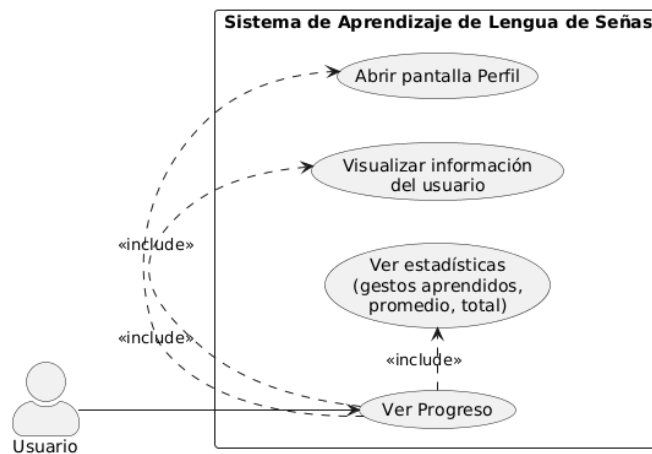 Sistema de Aprendizaje de Lengua de Señas
Abrir pantalla Perfil
Visualizar información
del usuario
«include»
Ver estadísticas
(gestos aprendidos,
promedio, total)
«include»
«include»
Ver Progreso
Usuario